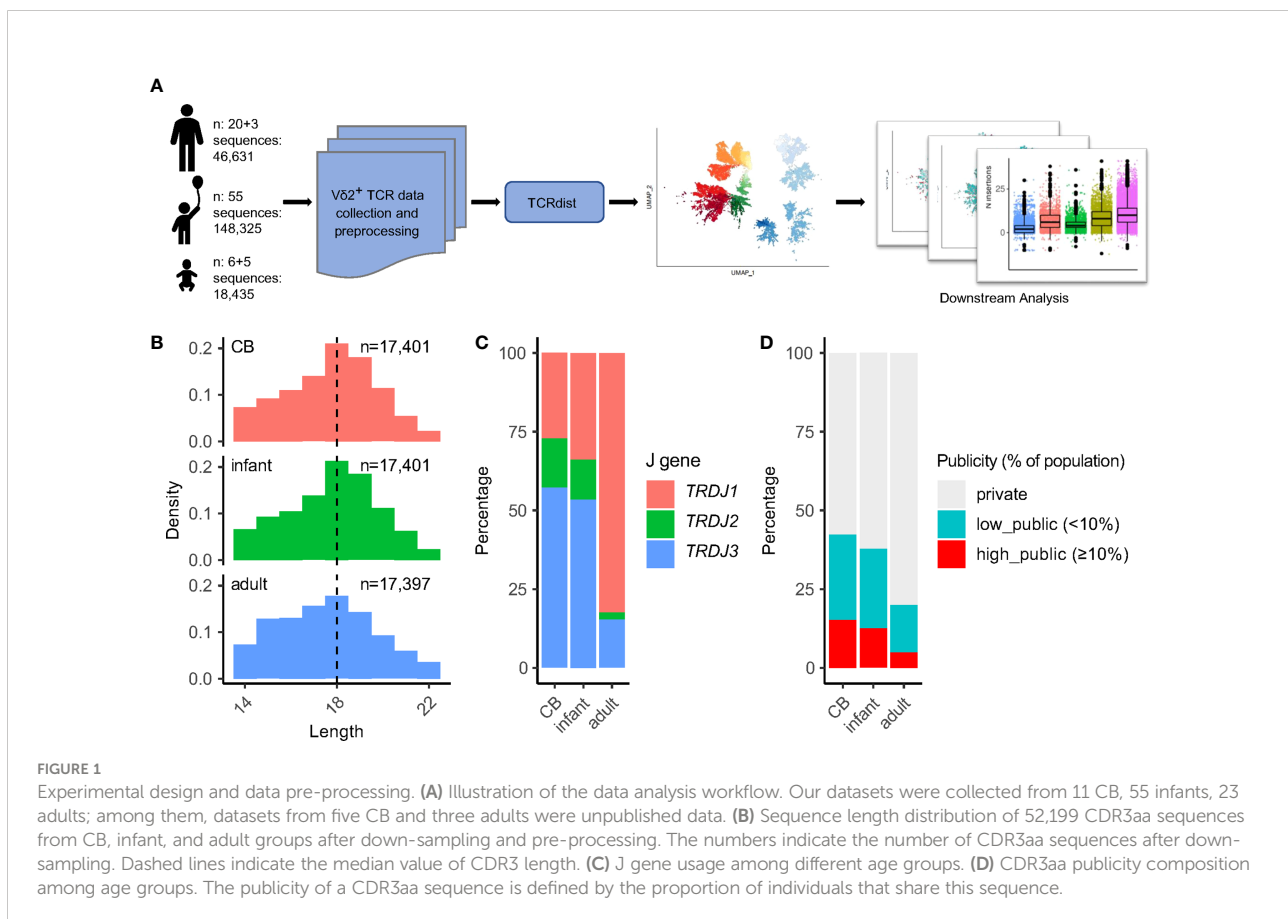 A
n: 20+3
sequences:
46,631
n: 55
sequences:
148,325
n: 6+5
sequences:
18,435
Vδ2⁺ TCR data
collection and
preprocessing
TCRdist
UMAP_2
UMAP_1
N insertions
25
0
Downstream Analysis
B
Density
CB
n=17,401
0.2
0.1
0.0
infant
n=17,401
0.2
0.1
0.0
adult
n=17,397
0.2
0.1
0.0
14
18
22
Length
C
Percentage
100
75
50
25
0
CB
infant
adult
J gene
TRDJ1
TRDJ2
TRDJ3
D
Percentage
100
75
50
25
0
CB
infant
adult
Publicity (% of population)
private
low_public (<10%)
high_public (≥10%)
FIGURE 1
Experimental design and data pre-processing. (A) Illustration of the data analysis workflow. Our datasets were collected from 11 CB, 55 infants, 23
adults; among them, datasets from five CB and three adults were unpublished data. (B) Sequence length distribution of 52,199 CDR3aa sequences
from CB, infant, and adult groups after down-sampling and pre-processing. The numbers indicate the number of CDR3aa sequences after down-
sampling. Dashed lines indicate the median value of CDR3 length. (C) J gene usage among different age groups. (D) CDR3aa publicity composition
among age groups. The publicity of a CDR3aa sequence is defined by the proportion of individuals that share this sequence.